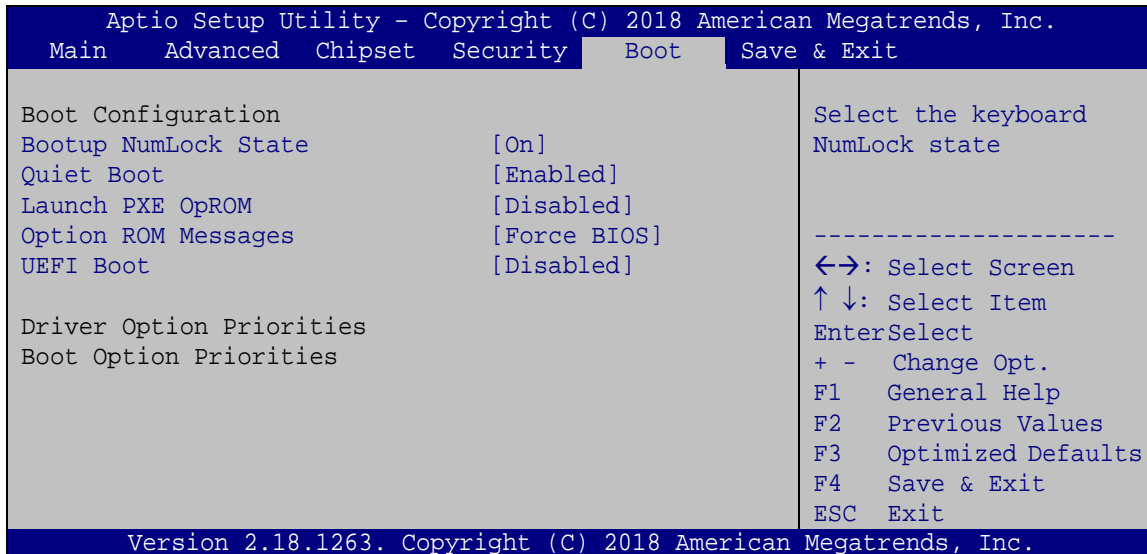 Aptio Setup Utility – Copyright (C) 2018 American Megatrends, Inc.
Main Advanced Chipset Security Boot Save & Exit
Boot Configuration
Bootup NumLock State [On]
Quiet Boot [Enabled]
Launch PXE OpROM [Disabled]
Option ROM Messages [Force BIOS]
UEFI Boot [Disabled]
Driver Option Priorities
Boot Option Priorities
Select the keyboard
NumLock state
---------------------
←→: Select Screen
↑ ↓: Select Item
EnterSelect
+ - Change Opt.
F1 General Help
F2 Previous Values
F3 Optimized Defaults
F4 Save & Exit
ESC Exit
Version 2.18.1263. Copyright (C) 2018 American Megatrends, Inc.